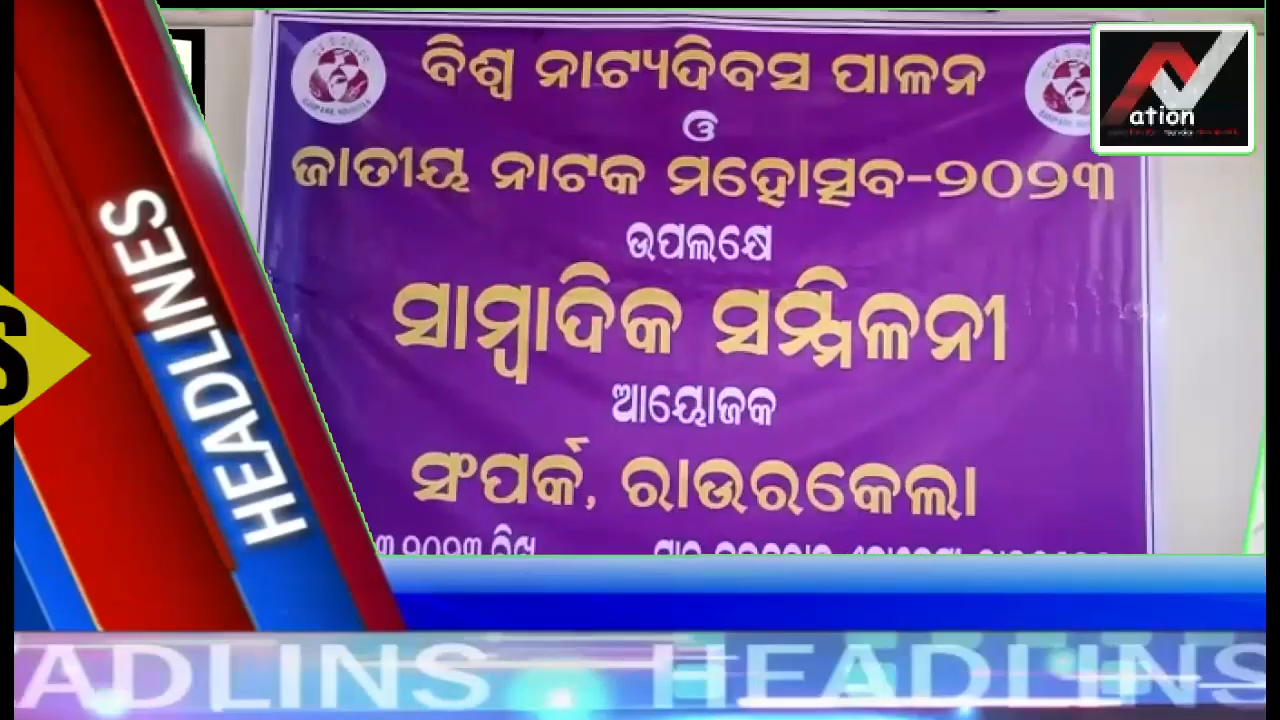 ବିଶ୍ୱ ନାଟ୍ୟଦିବସ ପାଳନ
ଓ
ଜାତୀୟ ନାଟକ ମହୋତ୍ସବ-୨୦୨୩
ଉପଲକ୍ଷେ
ସାମ୍ବାଦିକ ସମ୍ମିଳନୀ
ଆୟୋଜକ
ସଂପର୍କ, ରାଉରକେଲା
HEADLINES
ation
ADLINS HEADLINS